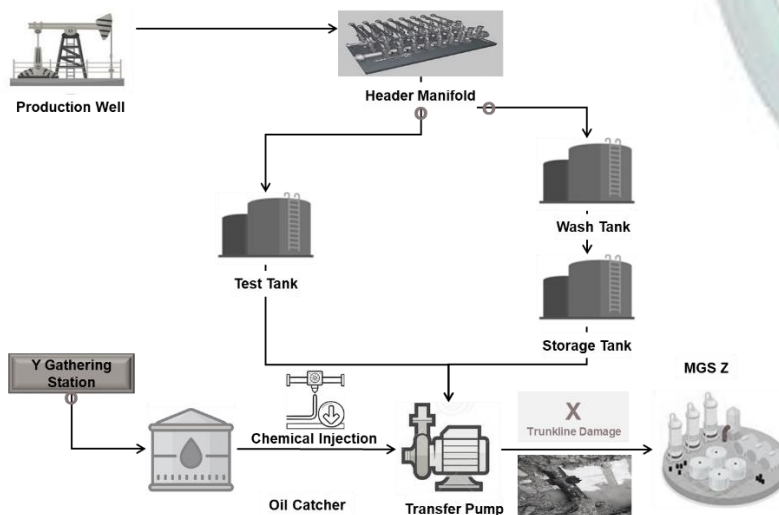 Production Well
Header Manifold
Wash Tank
Test Tank
Storage Tank
Y Gathering
Station
MGS Z
X
Trunkline Damage
Chemical Injection
Oil Catcher
Transfer Pump